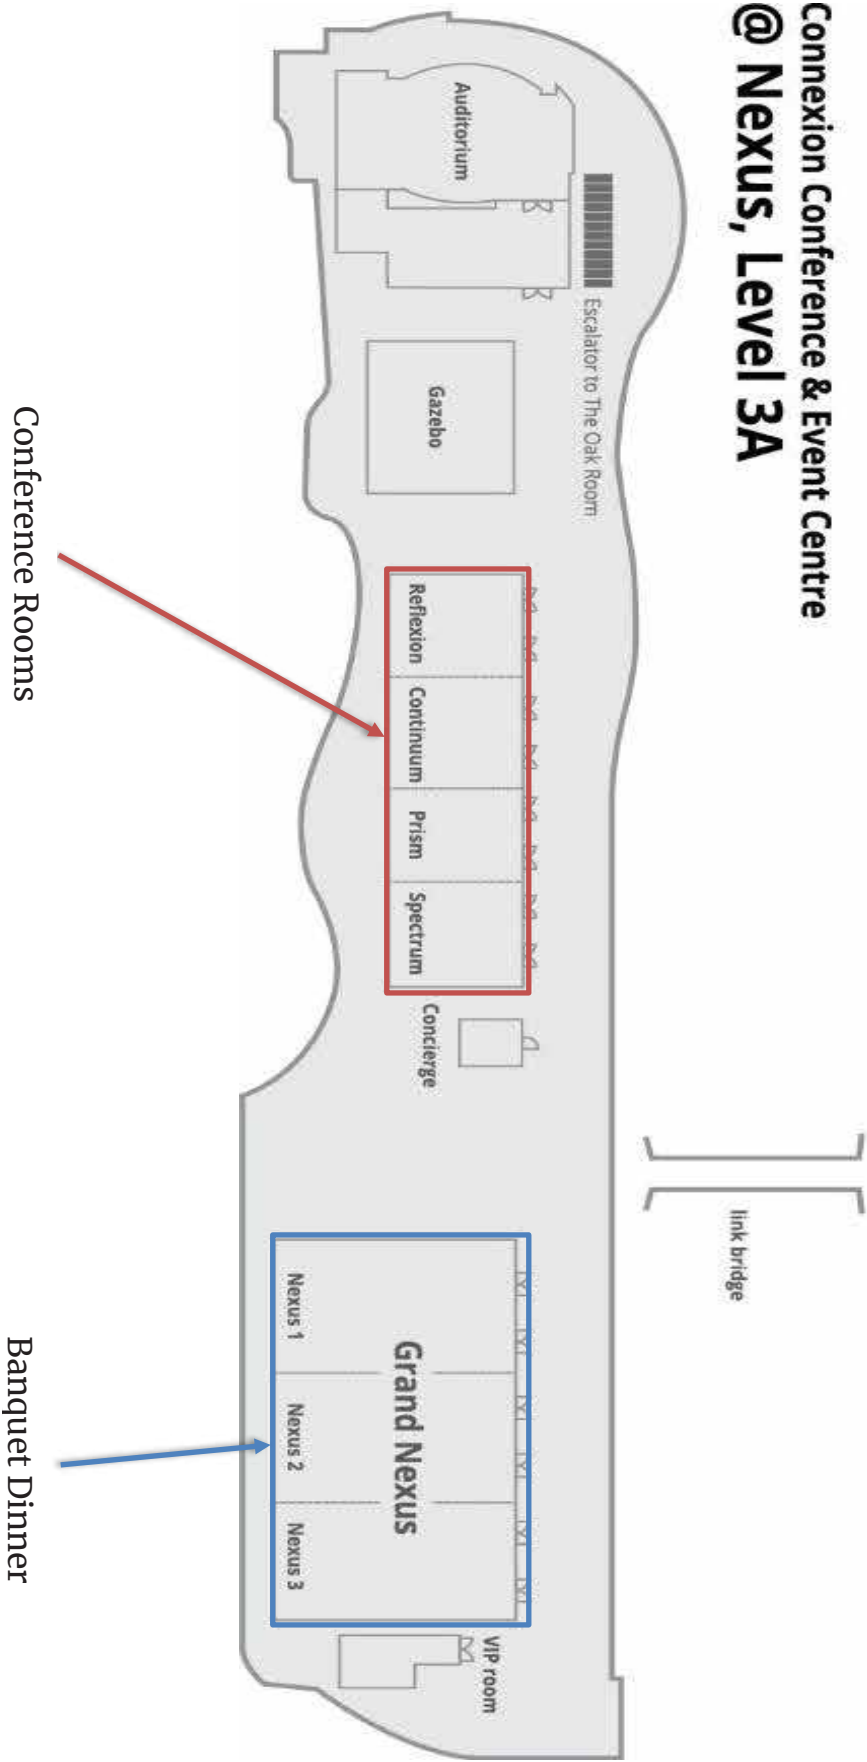 Connexion Conference & Event Centre
@ Nexus, Level 3A
link bridge
Escalator to The Oak Room
Auditorium
Gazebo
Reflexion
Continuum
Prism
Spectrum
Concierge
Grand Nexus
Nexus 1
Nexus 2
Nexus 3
VIP room
Conference Rooms
Banquet Dinner